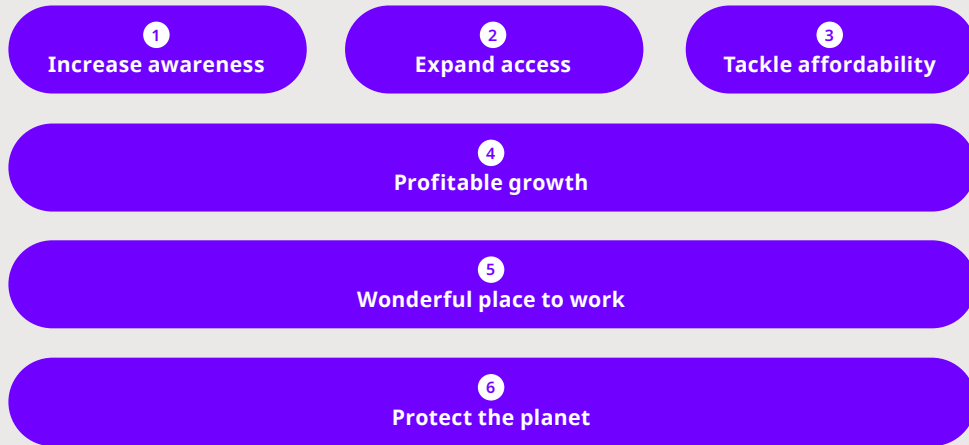 1
Increase awareness
2
Expand access
3
Tackle affordability
4
Profitable growth
5
Wonderful place to work
6
Protect the planet